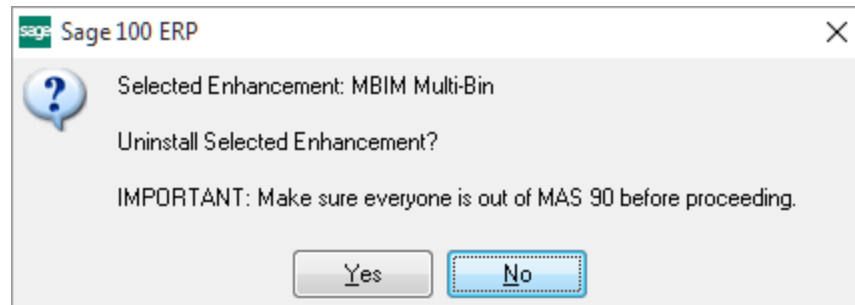 sage Sage 100 ERP
Selected Enhancement: MBIM Multi-Bin
Uninstall Selected Enhancement?
IMPORTANT: Make sure everyone is out of MAS 90 before proceeding.
Yes No